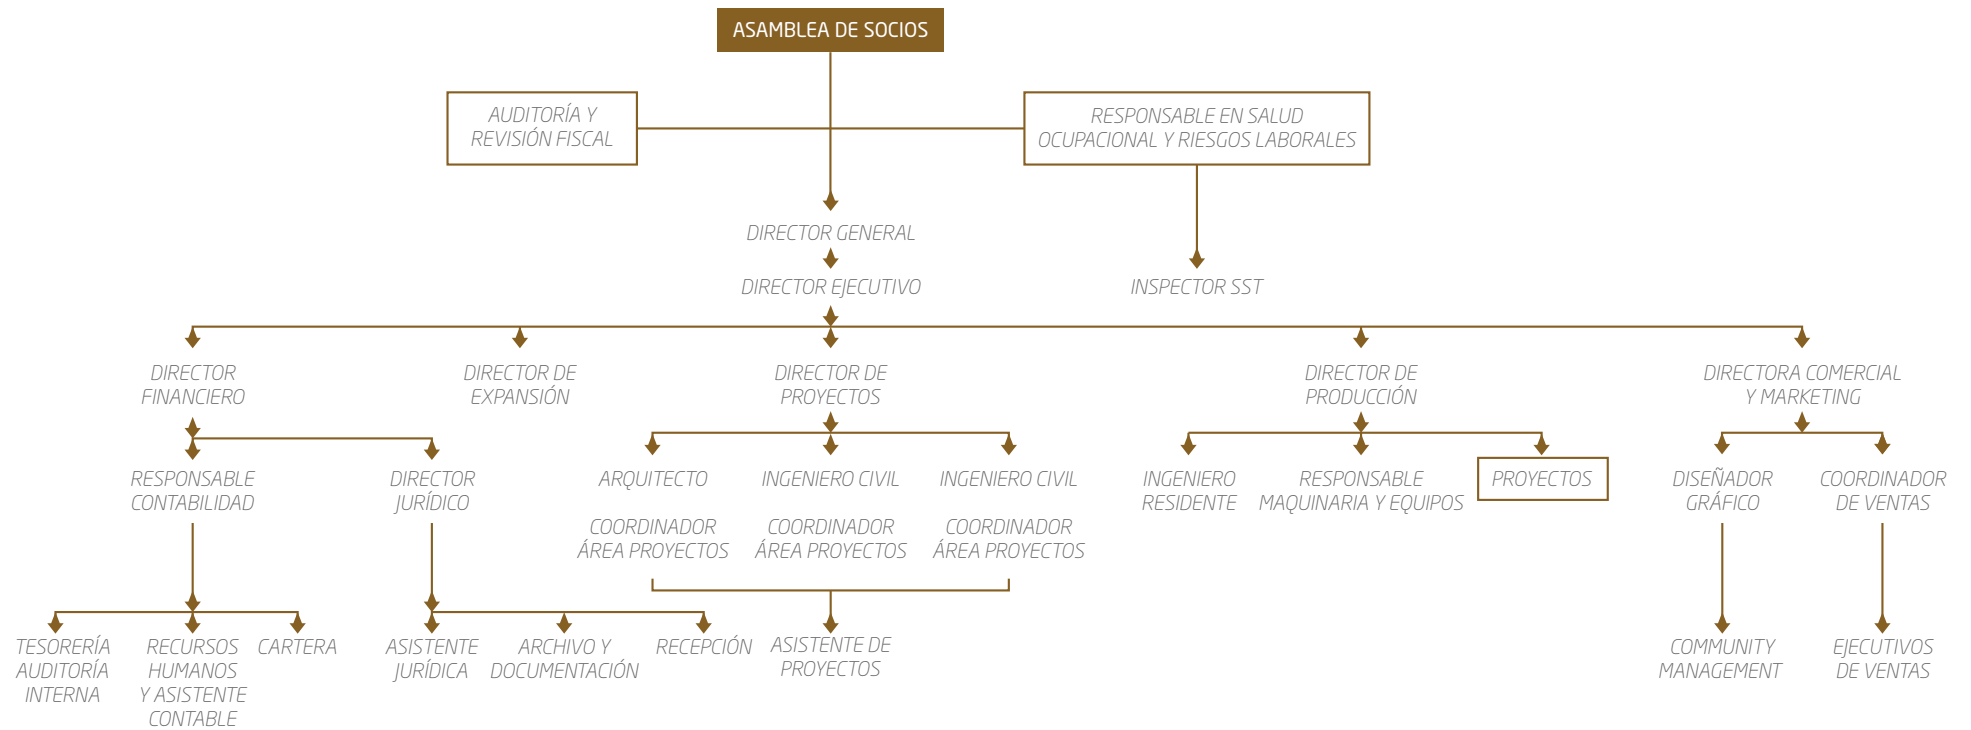 ASAMBLEA DE SOCIOS
AUDITORÍA Y
REVISIÓN FISCAL
RESPONSABLE EN SALUD
OCUPACIONAL Y RIESGOS LABORALES
DIRECTOR GENERAL
DIRECTOR EJECUTIVO
INSPECTOR SST
DIRECTOR
FINANCIERO
DIRECTOR DE
EXPANSIÓN
DIRECTOR DE
PROYECTOS
DIRECTOR DE
PRODUCCIÓN
DIRECTORA COMERCIAL
Y MARKETING
RESPONSABLE
CONTABILIDAD
DIRECTOR
JURÍDICO
ARQUITECTO
COORDINADOR
ÁREA PROYECTOS
INGENIERO CIVIL
COORDINADOR
ÁREA PROYECTOS
INGENIERO CIVIL
COORDINADOR
ÁREA PROYECTOS
INGENIERO
RESIDENTE
RESPONSABLE
MAQUINARIA Y EQUIPOS
PROYECTOS
DISEÑADOR
GRÁFICO
COORDINADOR
DE VENTAS
TESORERÍA
AUDITORÍA
INTERNA
RECURSOS
HUMANOS
Y ASISTENTE
CONTABLE
CARTERA
ASISTENTE
JURÍDICA
ARCHIVO Y
DOCUMENTACIÓN
RECEPCIÓN
ASISTENTE DE
PROYECTOS
COMMUNITY
MANAGEMENT
EJECUTIVOS
DE VENTAS